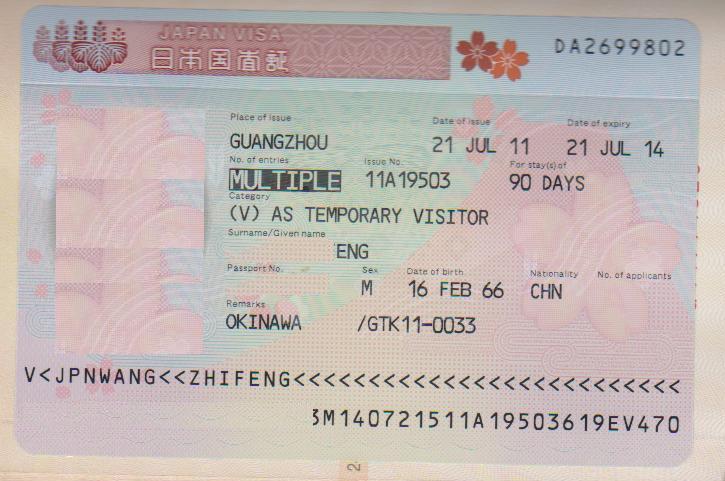 JAPAN VISA
日本国査証
DA2699802
Place of issue Date of issue Date of expiry
GUANGZHOU 21 JUL 11 21 JUL 14
No. of entries Issue No. For stay(s)of
MULTIPLE 11A19503 90 DAYS
Category
(V) AS TEMPORARY VISITOR
Surname/Given name
ENG
Passport No. Sex Date of birth Nationality No. of applicants
M 16 FEB 66 CHN
Remarks
OKINAWA /GTK11-0033
V<JPNWANG<<ZHIFENG<<<<<<<<<<<<<<<<<<<<<<<<<<
3M140721511A19503619EV470